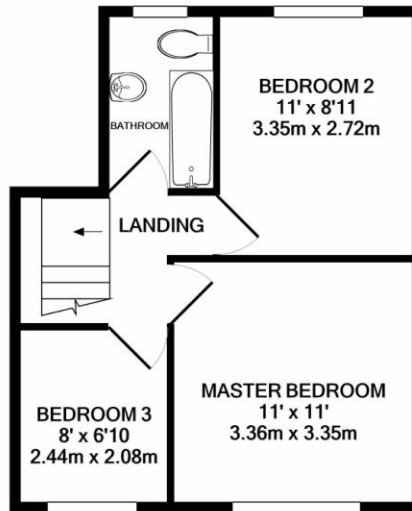 BEDROOM 2
11' x 8'11
3.35m x 2.72m
BATHROOM
LANDING
MASTER BEDROOM
11' x 11'
3.36m x 3.35m
BEDROOM 3
8' x 6'10
2.44m x 2.08m